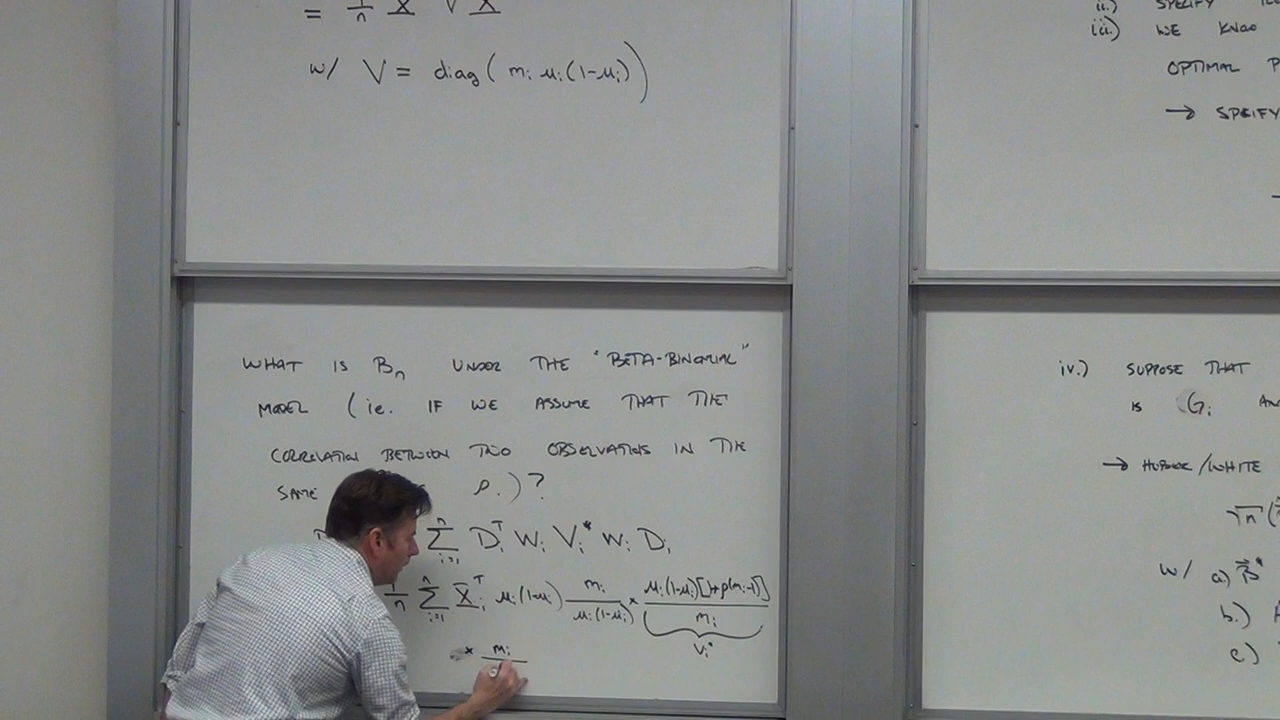 = 1/n X V X
w/ V = diag( mᵢ μᵢ(1-μᵢ))
WHAT IS Bₙ UNDER THE "BETA-BINOMIAL"
MODEL (ie. IF WE ASSUME THAT THE
CORRELATION BETWEEN TWO OBSERVATIONS IN THE
SAME ρ.)?
n Σ i=1 Dᵢᵀ Wᵢ Vᵢ* Wᵢ Dᵢ
1/n n Σ i=1 Xᵢᵀ μᵢ(1-μᵢ) mᵢ/μᵢ(1-μᵢ) × μᵢ(1-μᵢ)[1+ρ(mᵢ-1)]/mᵢ
Vᵢ*
× mᵢ
ii.) SPECIFY
iii.) WE KNOW
OPTIMAL P
→ SPECIFY
iv.) SUPPOSE THAT
IS Gᵢ AN
→ HUBER/WHITE
√n (
w/ a) β*
b.)
c)